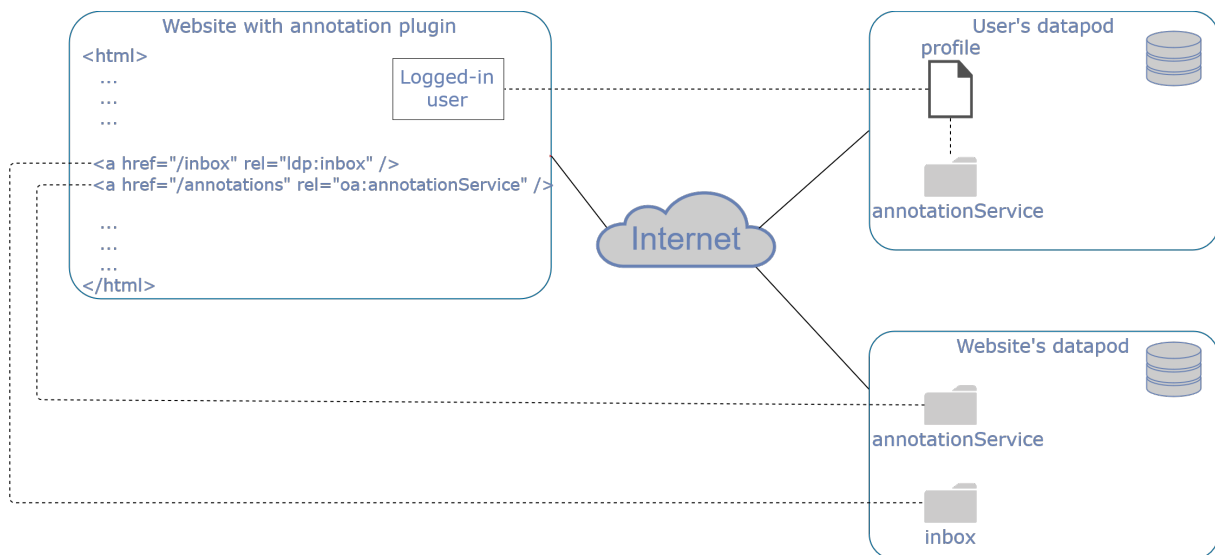 Website with annotation plugin
<html>
...
...
...
Logged-in
user
<a href="/inbox" rel="ldp:inbox" />
<a href="/annotations" rel="oa:annotationService" />
...
...
...
</html>
Internet
User's datapod
profile
annotationService
Website's datapod
annotationService
inbox